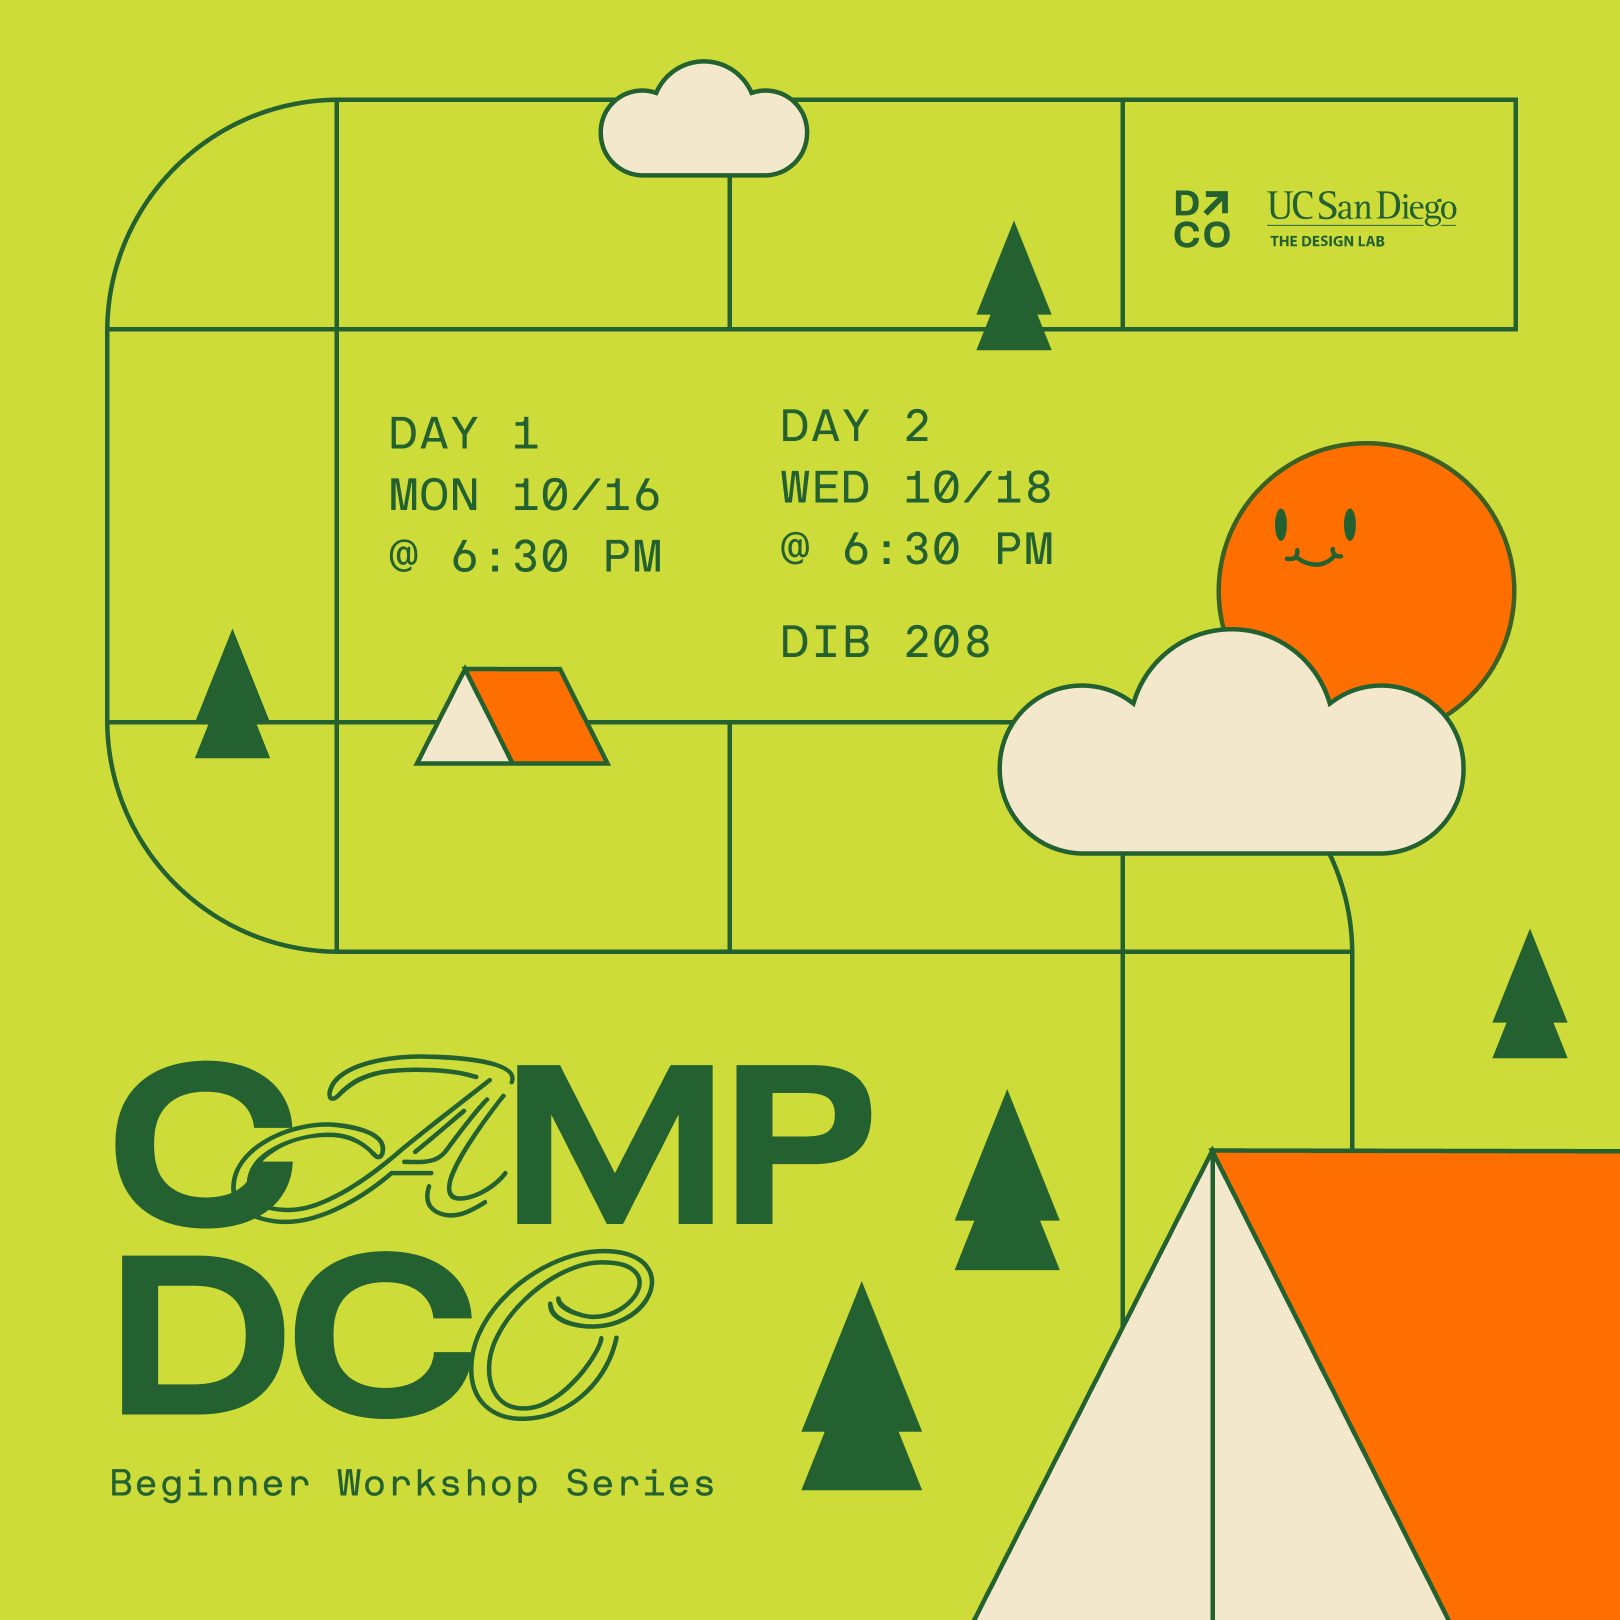 D↗
CO
UC San Diego
THE DESIGN LAB
DAY 1
MON 10/16
@ 6:30 PM
DAY 2
WED 10/18
@ 6:30 PM
DIB 208
CAMP
DCO
Beginner Workshop Series